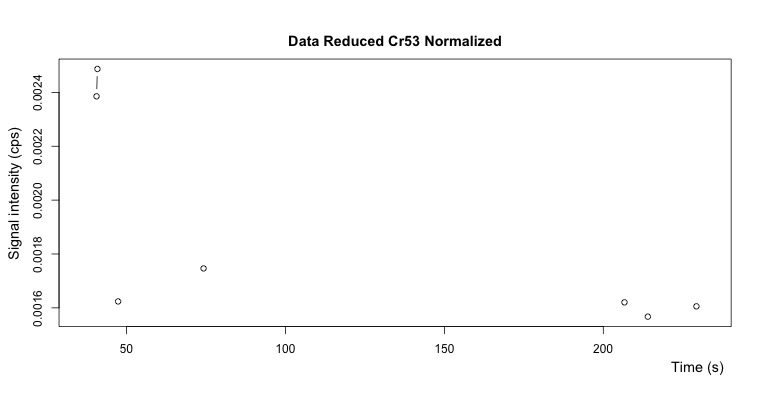 Data Reduced Cr53 Normalized
Signal intensity (cps)
0.0024
0.0022
0.0020
0.0018
0.0016
50 100 150 200
Time (s)